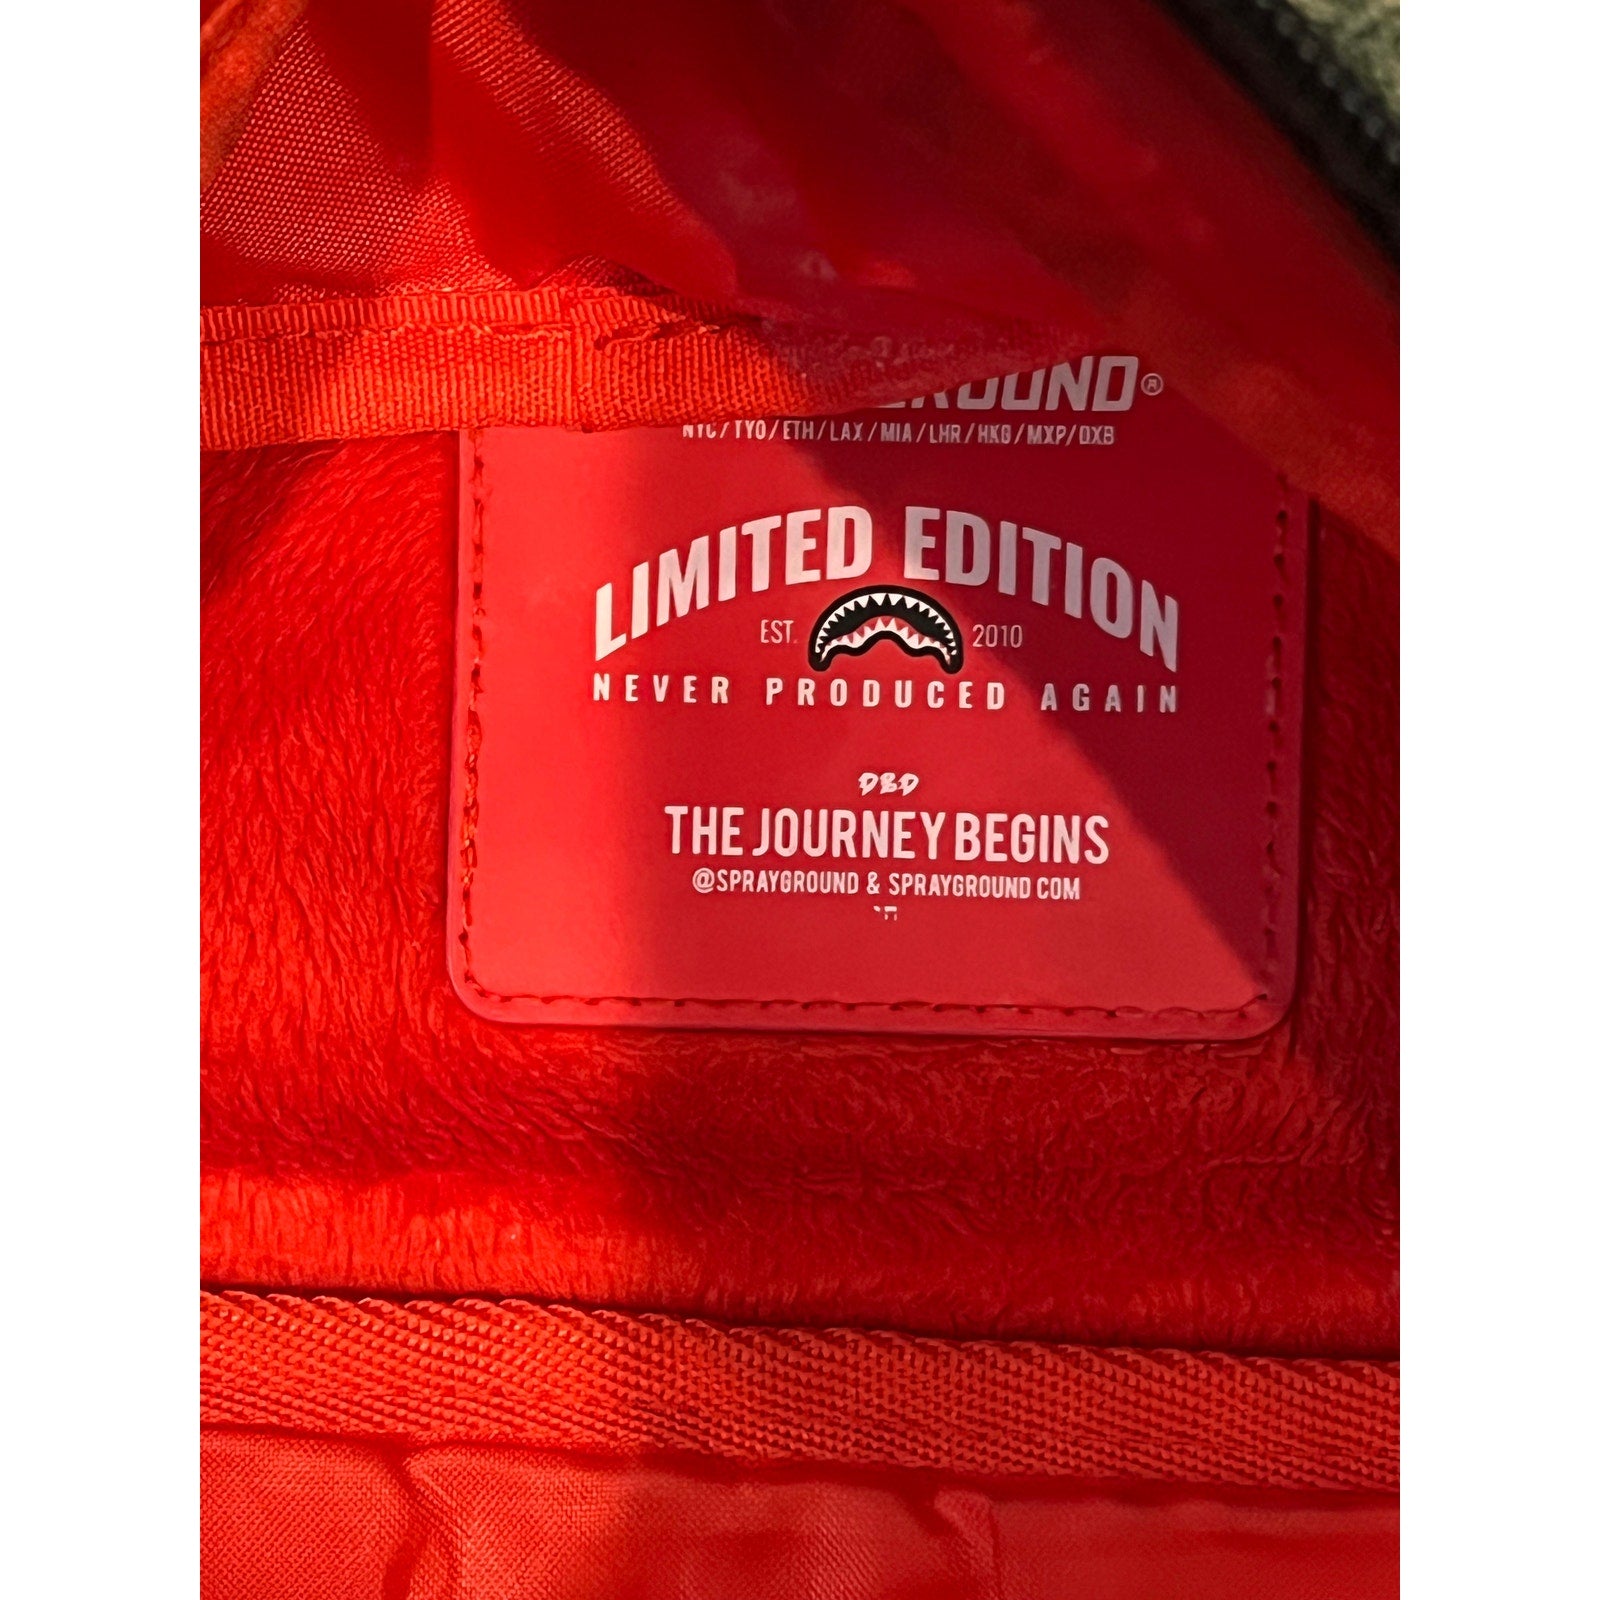 NYC/TYO/ETH/LAX/MIA/LHR/HKG/MXP/DXB
LIMITED EDITION
EST. 2010
NEVER PRODUCED AGAIN
DBD
THE JOURNEY BEGINS
@SPRAYGROUND & SPRAYGROUND.COM